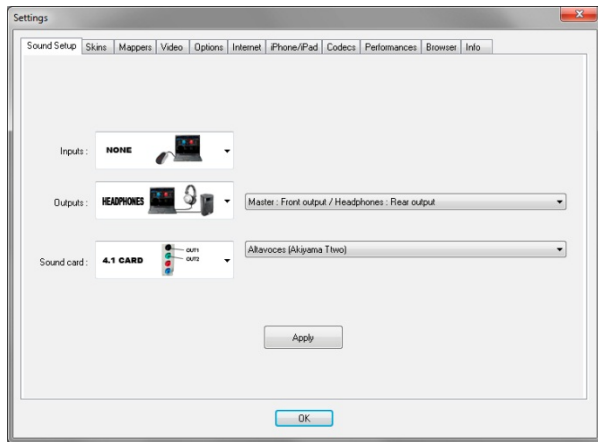 Settings
Sound Setup Skins Mappers Video Options Internet iPhone/iPad Codecs Performances Browser Info
Inputs : NONE
Outputs : HEADPHONES Master : Front output / Headphones : Rear output
Sound card : 4.1 CARD OUT1 Altavoces (Akiyama Ttwo)
OUT2
Apply
OK